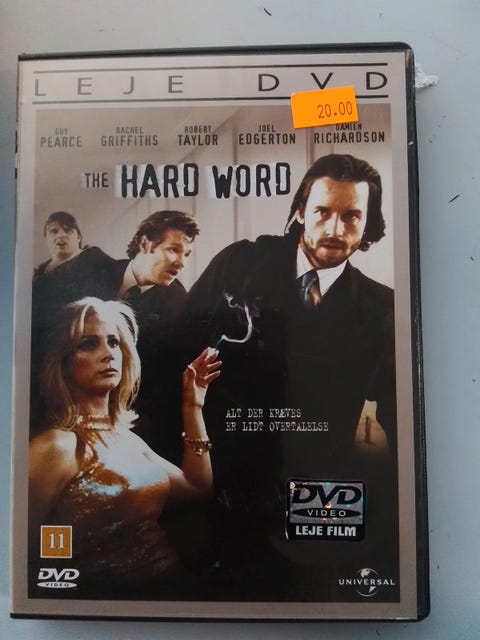 LEJE DVD
20.00
GUY PEARCE
RACHEL GRIFFITHS
ROBERT TAYLOR
JOEL EDGERTON
DAMIEN RICHARDSON
THE HARD WORD
ALT DER KRÆVES
ER LIDT OVERTALELSE
DVD
VIDEO
LEJE FILM
11
DVD
VIDEO
UNIVERSAL